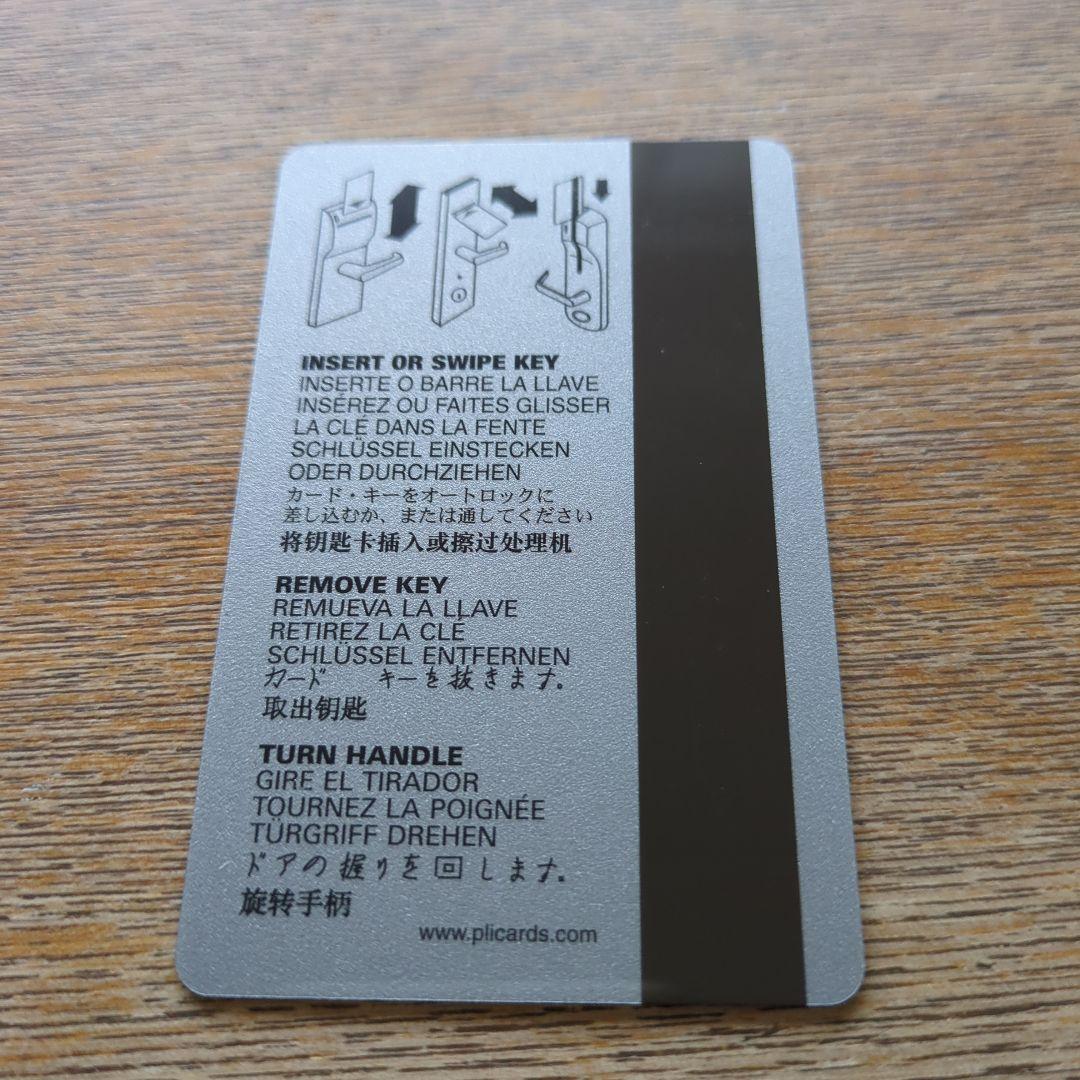 INSERT OR SWIPE KEY
INSERTE O BARRE LA LLAVE
INSÉREZ OU FAITES GLISSER
LA CLÉ DANS LA FENTE
SCHLÜSSEL EINSTECKEN
ODER DURCHZIEHEN
カード・キーをオートロックに
差し込むか、または通してください
将钥匙卡插入或擦过处理机
REMOVE KEY
REMUEVA LA LLAVE
RETIREZ LA CLÉ
SCHLÜSSEL ENTFERNEN
カード キーを抜きます.
取出钥匙
TURN HANDLE
GIRE EL TIRADOR
TOURNEZ LA POIGNÉE
TÜRGRIFF DREHEN
ドアの握りを回します.
旋转手柄
www.plicards.com